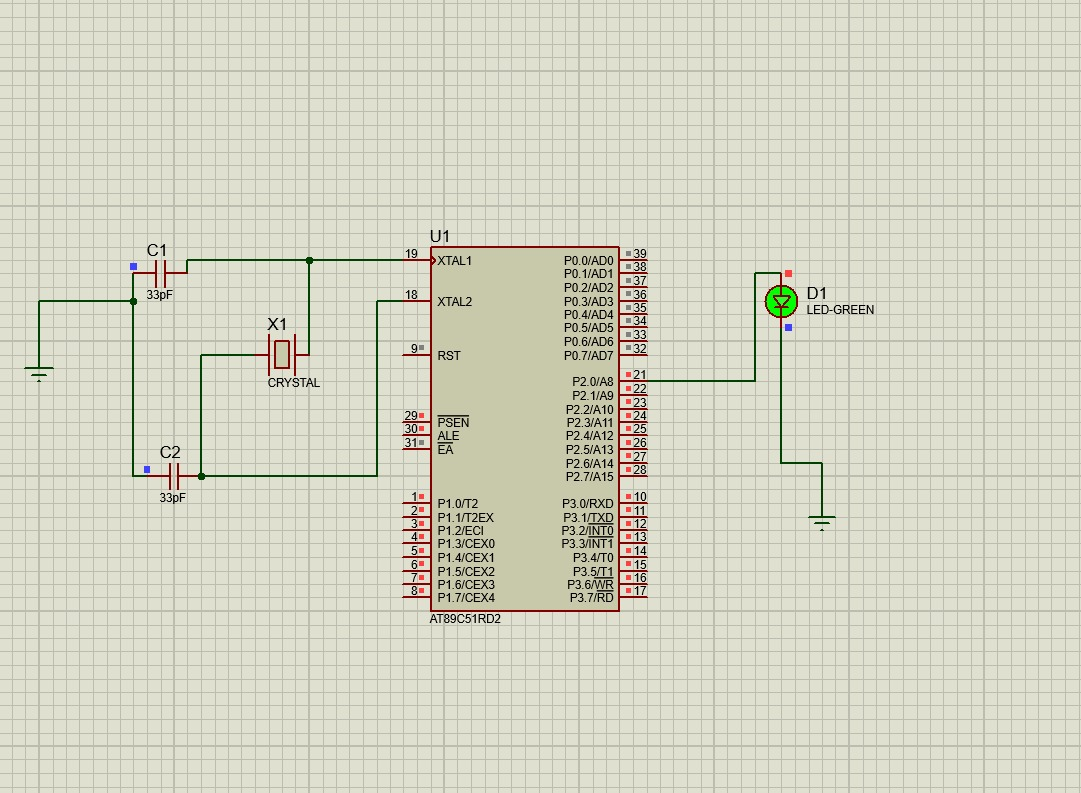 U1
C1
33pF
X1
CRYSTAL
C2
33pF
19 XTAL1
18 XTAL2
9 RST
29 PSEN
30 ALE
31 EA
1 P1.0/T2
2 P1.1/T2EX
3 P1.2/ECI
4 P1.3/CEX0
5 P1.4/CEX1
6 P1.5/CEX2
7 P1.6/CEX3
8 P1.7/CEX4
P0.0/AD0 39
P0.1/AD1 38
P0.2/AD2 37
P0.3/AD3 36
P0.4/AD4 35
P0.5/AD5 34
P0.6/AD6 33
P0.7/AD7 32
P2.0/A8 21
P2.1/A9 22
P2.2/A10 23
P2.3/A11 24
P2.4/A12 25
P2.5/A13 26
P2.6/A14 27
P2.7/A15 28
P3.0/RXD 10
P3.1/TXD 11
P3.2/INT0 12
P3.3/INT1 13
P3.4/T0 14
P3.5/T1 15
P3.6/WR 16
P3.7/RD 17
AT89C51RD2
D1
LED-GREEN